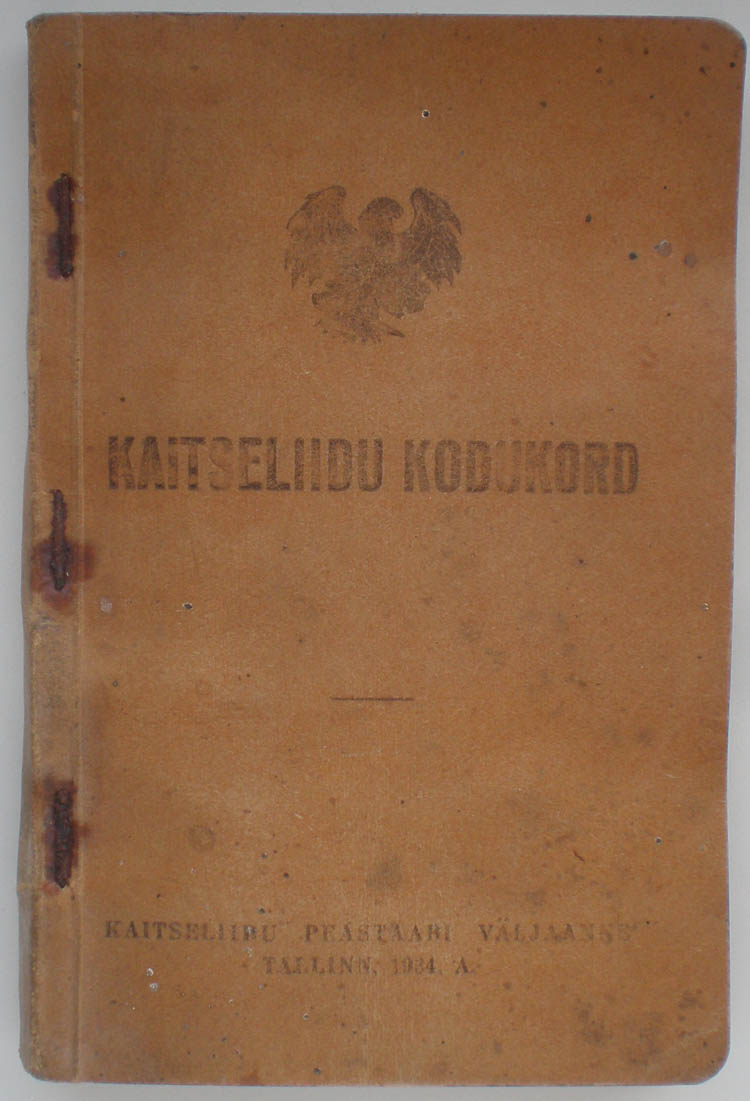 KAITSELIIDU KODUKORD
KAITSELIIDU PEASTAABI VÄLJAANNE
TALLINN, 1934. A.